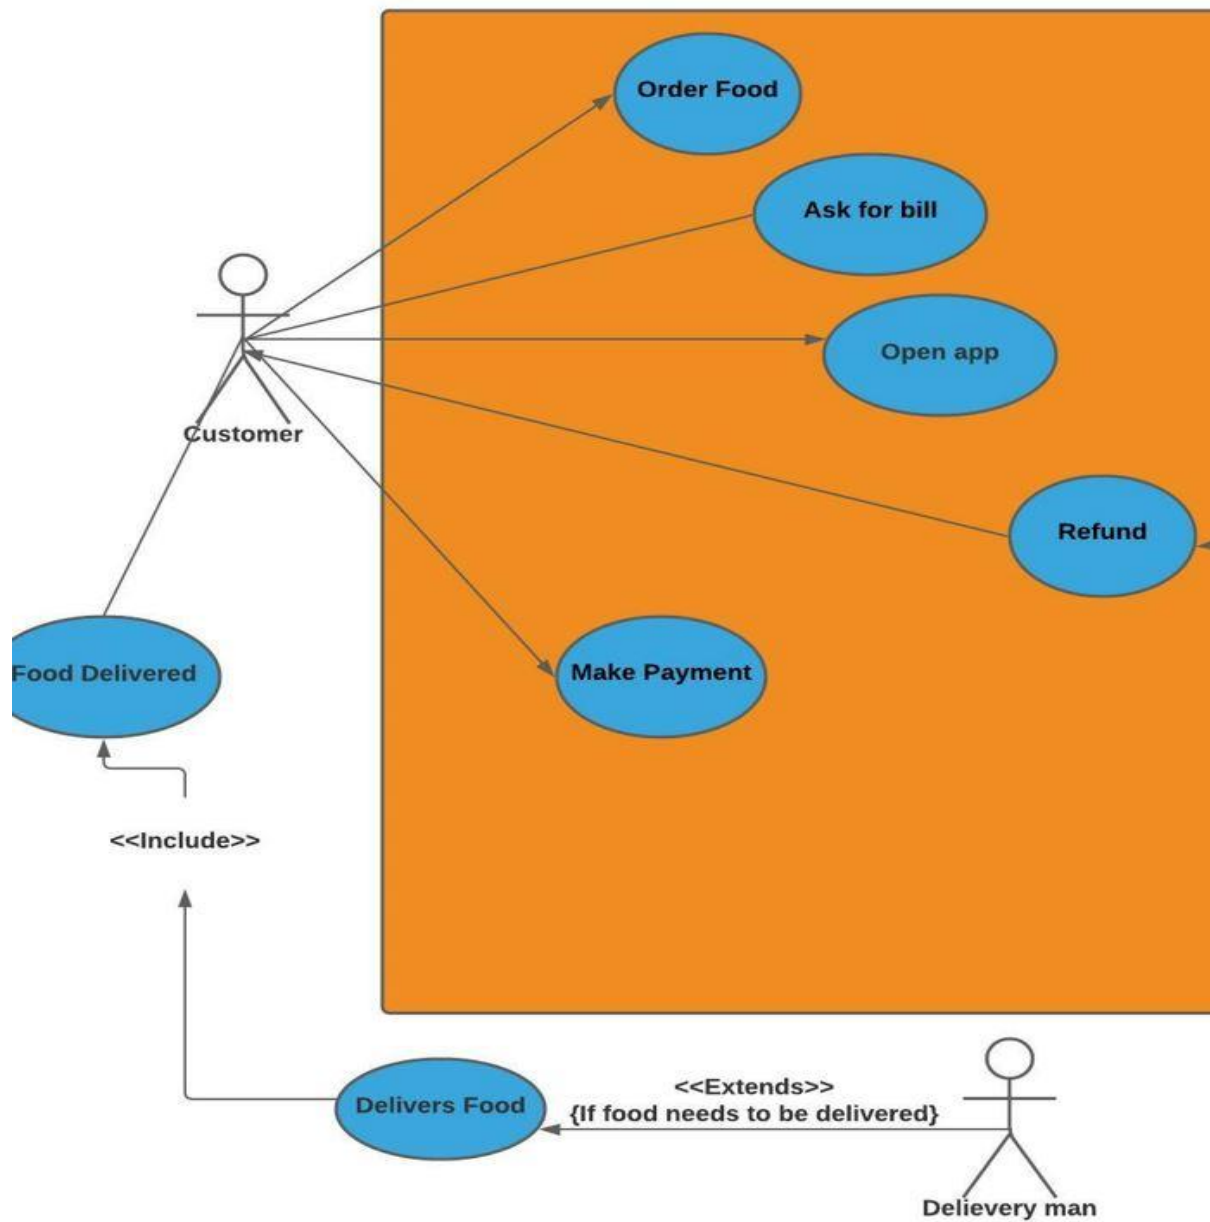 Order Food
Ask for bill
Open app
Customer
Refund
Food Delivered
Make Payment
<<Include>>
<<Extends>>
{If food needs to be delivered}
Delivers Food
Delievery man